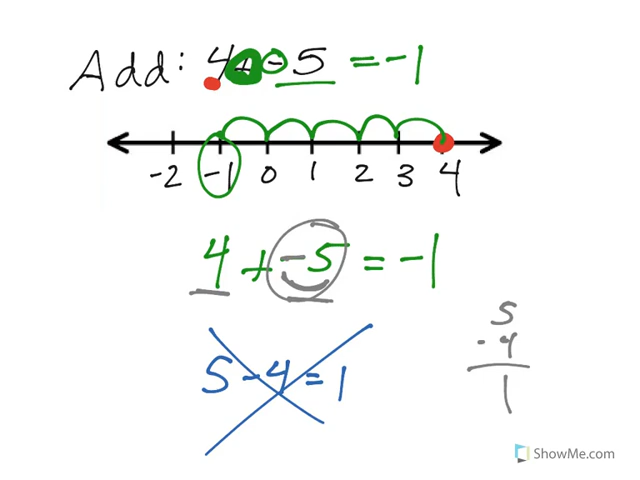 Add: 4 + -5 = -1
-2 -1 0 1 2 3 4
4 + -5 = -1
5 - 4 = 1
5
- 4
1
ShowMe.com